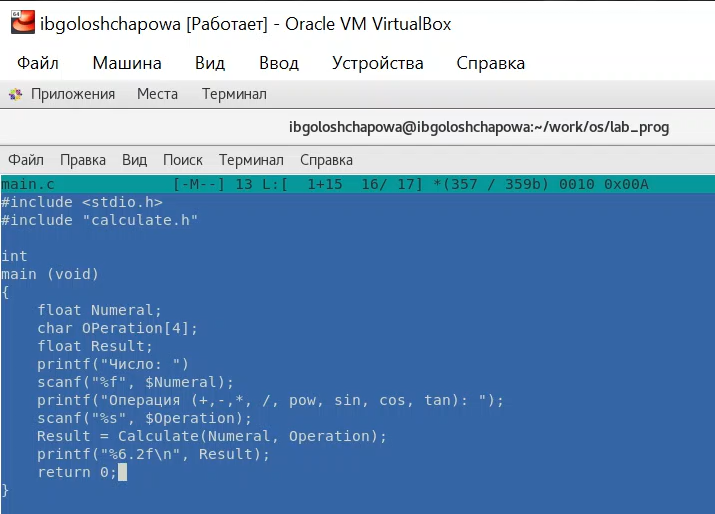 64
ibgoloshchapowa [Работает] - Oracle VM VirtualBox
Файл Машина Вид Ввод Устройства Справка
Приложения Места Терминал
ibgoloshchapowa@ibgoloshchapowa:~/work/os/lab_prog
Файл Правка Вид Поиск Терминал Справка
main.c [-M--] 13 L:[ 1+15 16/ 17] *(357 / 359b) 0010 0x00A
#include <stdio.h>
#include "calculate.h"
int
main (void)
{
float Numeral;
char OPeration[4];
float Result;
printf("Число: ")
scanf("%f", $Numeral);
printf("Операция (+,-,*, /, pow, sin, cos, tan): ");
scanf("%s", $Operation);
Result = Calculate(Numeral, Operation);
printf("%6.2f\n", Result);
return 0;
}